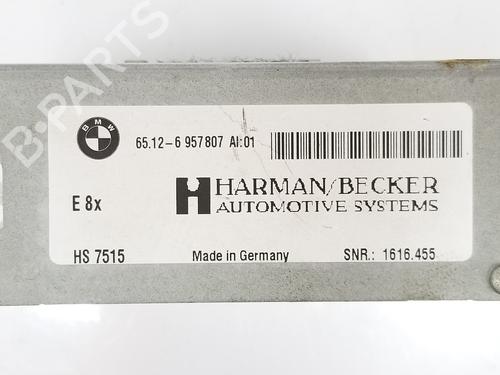 B-PARTS
BMW
65.12-6 957807 AI:01
E 8x
HARMAN/BECKER
AUTOMOTIVE SYSTEMS
HS 7515 Made in Germany SNR.: 1616.455